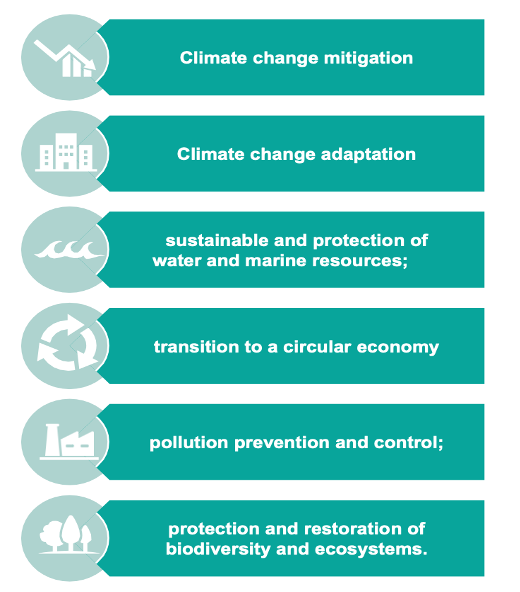 Climate change mitigation
Climate change adaptation
sustainable and protection of
water and marine resources;
transition to a circular economy
pollution prevention and control;
protection and restoration of
biodiversity and ecosystems.